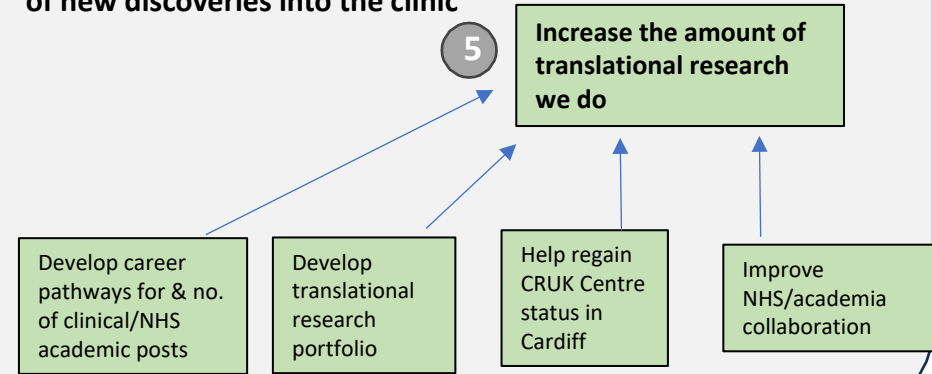 of new discoveries into the clinic
5
Increase the amount of
translational research
we do
Develop career
pathways for & no.
of clinical/NHS
academic posts
Develop
translational
research
portfolio
Help regain
CRUK Centre
status in
Cardiff
Improve
NHS/academia
collaboration